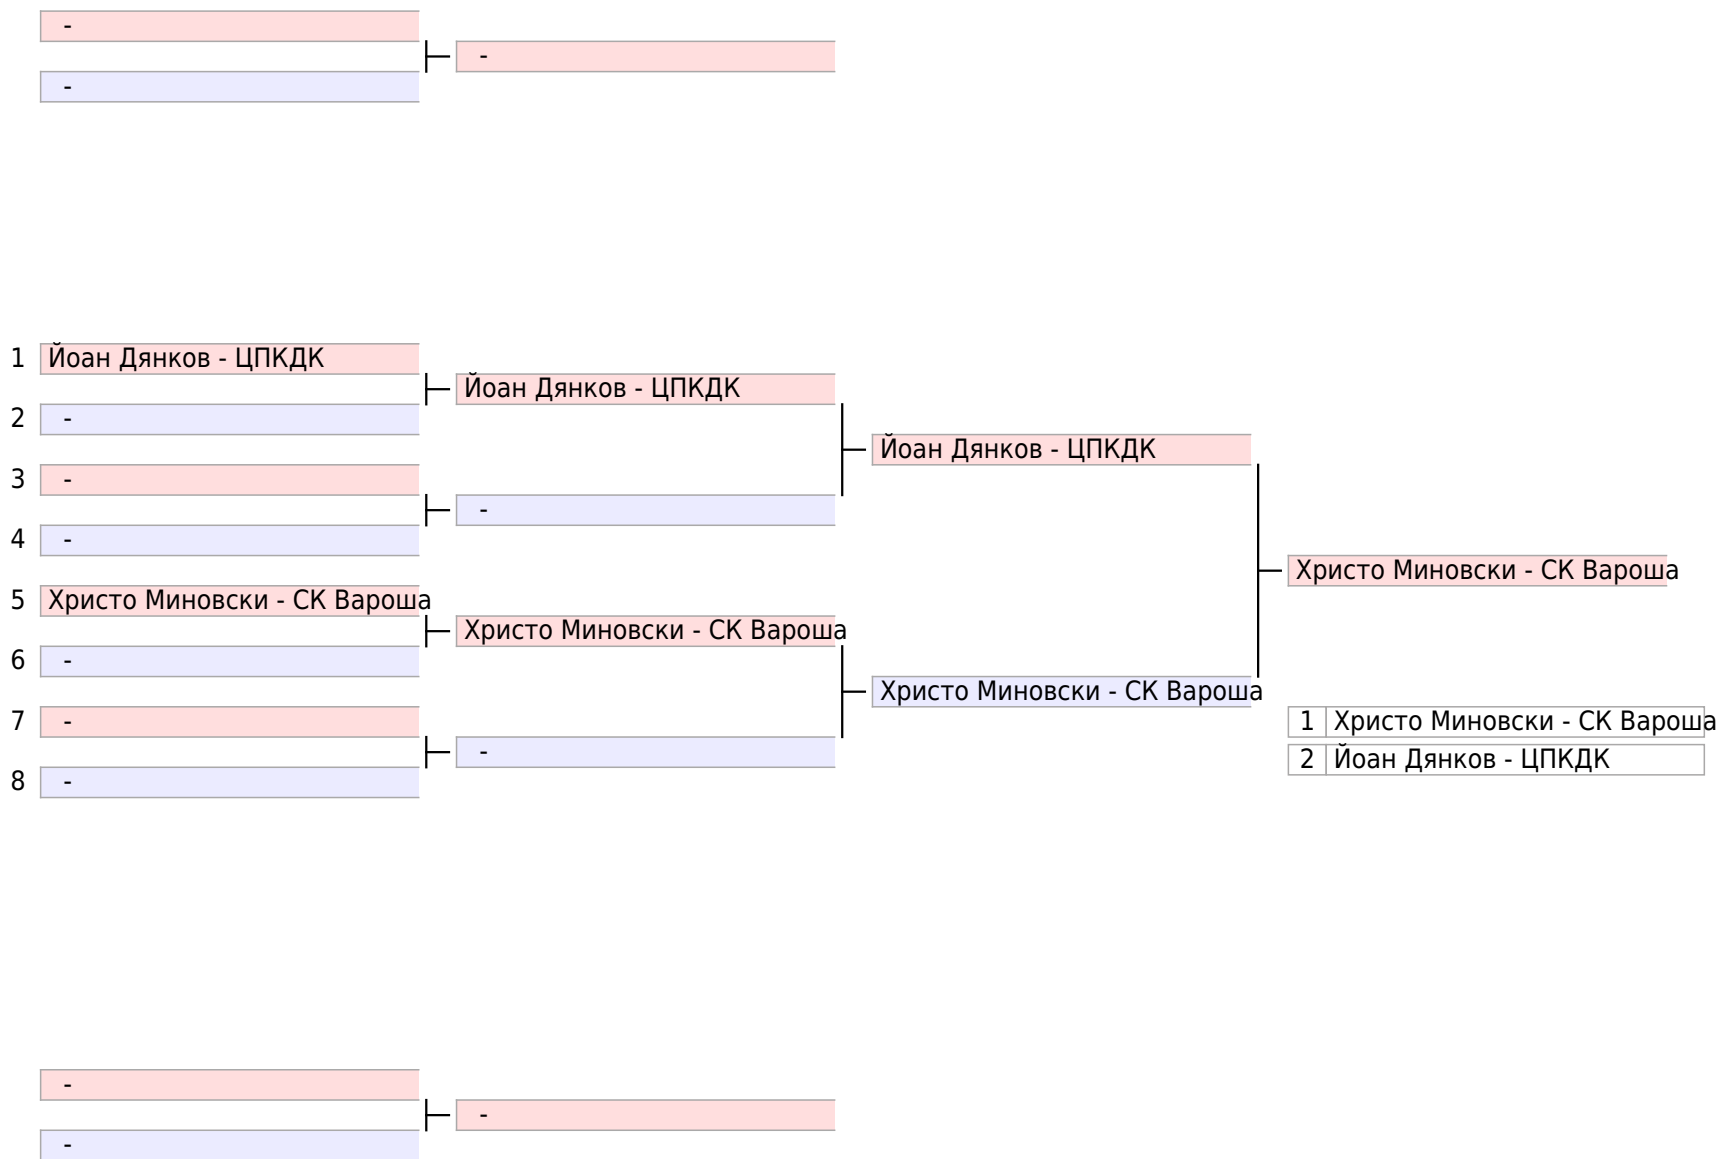 -
-
-
1 Йоан Дянков - ЦПКДК
Йоан Дянков - ЦПКДК
2 -
Йоан Дянков - ЦПКДК
3 -
-
4 -
Христо Миновски - СК Вароша
5 Христо Миновски - СК Вароша
Христо Миновски - СК Вароша
6 -
Христо Миновски - СК Вароша
7 -
1 Христо Миновски - СК Вароша
-
2 Йоан Дянков - ЦПКДК
8 -
-
-
-